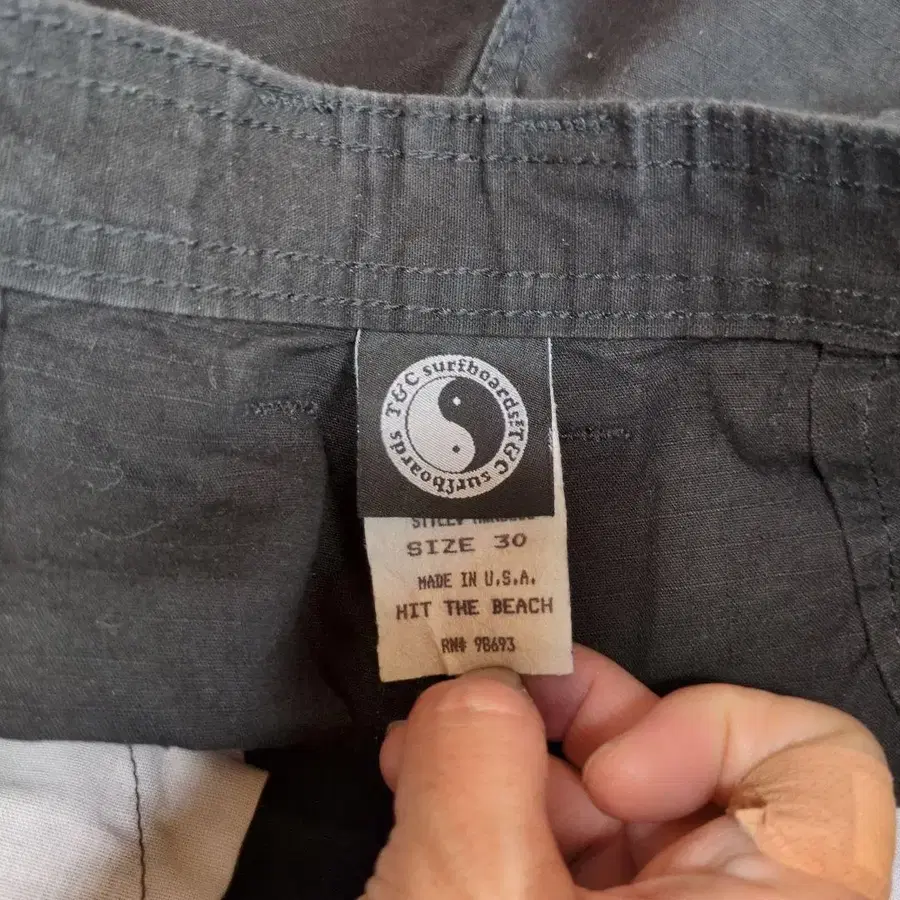 T&C surfboards T&C surfboards
SIZE 30
MADE IN U.S.A.
HIT THE BEACH
RN# 98693